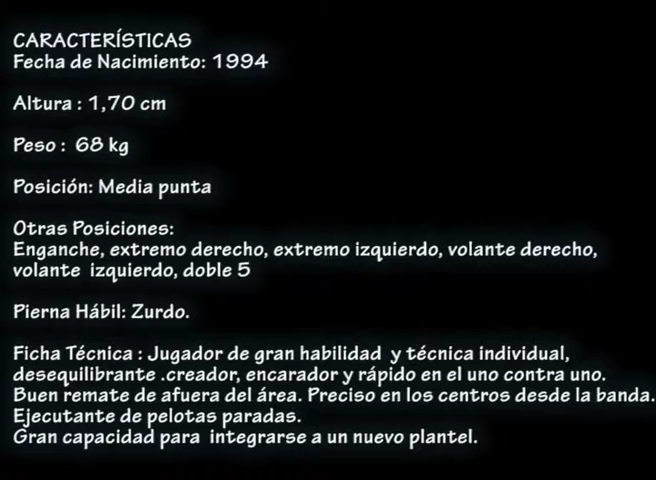 CARACTERÍSTICAS
Fecha de Nacimiento: 1994
Altura : 1,70 cm
Peso : 68 kg
Posición: Media punta
Otras Posiciones:
Enganche, extremo derecho, extremo izquierdo, volante derecho,
volante izquierdo, doble 5
Pierna Hábil: Zurdo.
Ficha Técnica : Jugador de gran habilidad y técnica individual,
desequilibrante .creador, encarador y rápido en el uno contra uno.
Buen remate de afuera del área. Preciso en los centros desde la banda.
Ejecutante de pelotas paradas.
Gran capacidad para integrarse a un nuevo plantel.